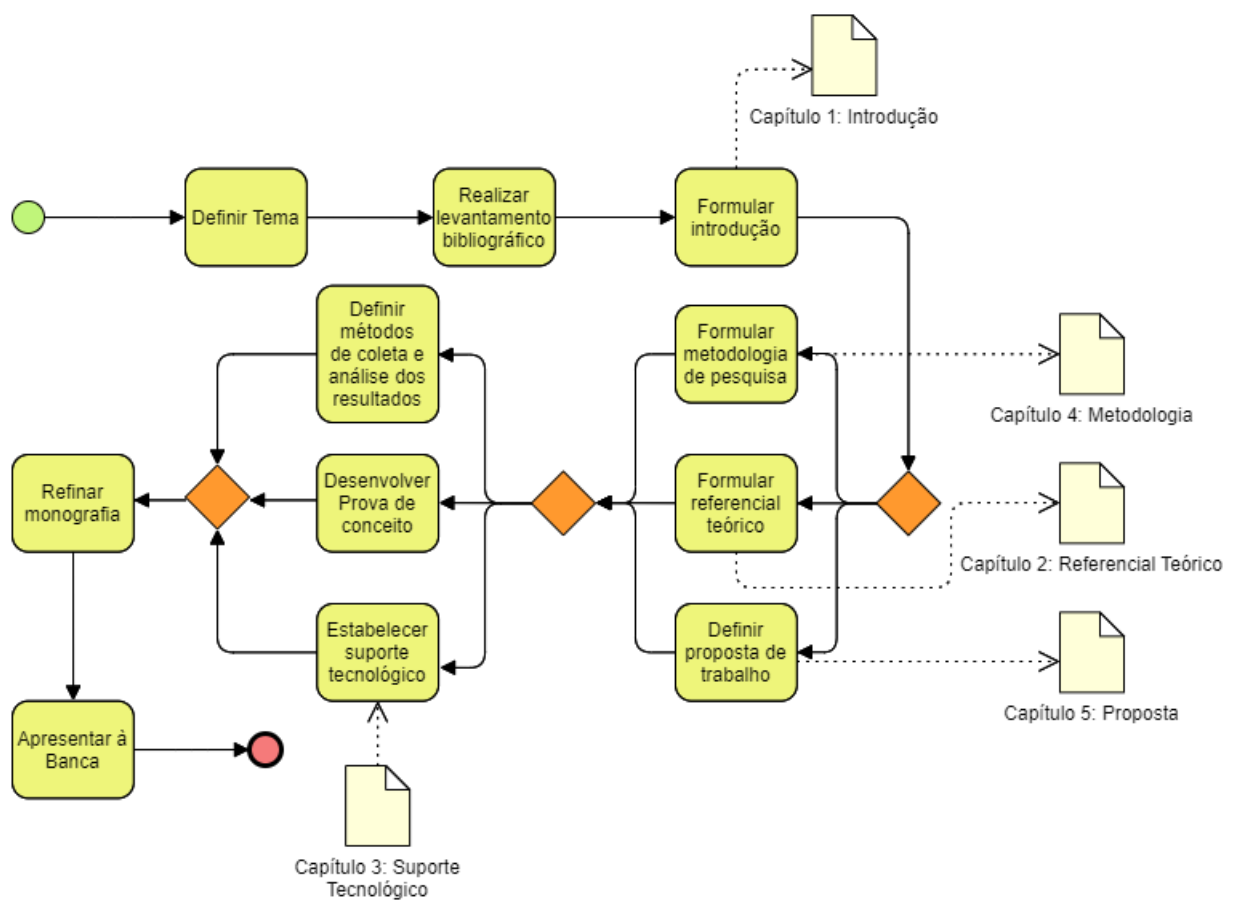 Capítulo 1: Introdução
Definir Tema
Realizar
levantamento
bibliográfico
Formular
introdução
Definir
métodos
de coleta e
análise dos
resultados
Formular
metodologia
de pesquisa
Capítulo 4: Metodologia
Refinar
monografia
Desenvolver
Prova de
conceito
Formular
referencial
teórico
Capítulo 2: Referencial Teórico
Estabelecer
suporte
tecnológico
Definir
proposta de
trabalho
Capítulo 5: Proposta
Apresentar à
Banca
Capítulo 3: Suporte
Tecnológico